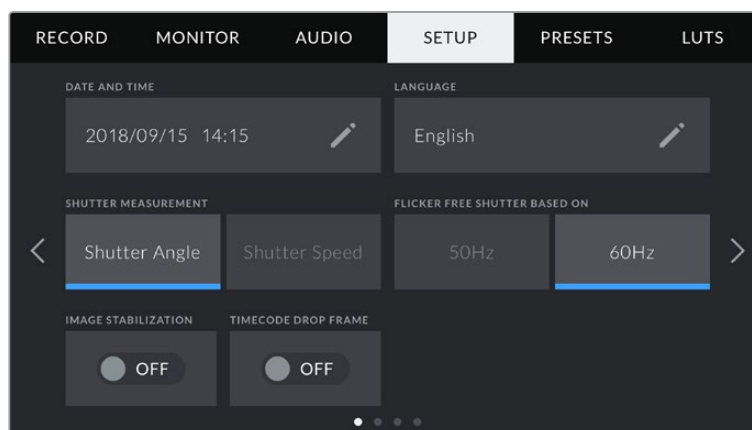 RECORD MONITOR AUDIO SETUP PRESETS LUTS
DATE AND TIME LANGUAGE
2018/09/15 14:15 English
SHUTTER MEASUREMENT FLICKER FREE SHUTTER BASED ON
Shutter Angle Shutter Speed 50Hz 60Hz
IMAGE STABILIZATION TIMECODE DROP FRAME
OFF OFF